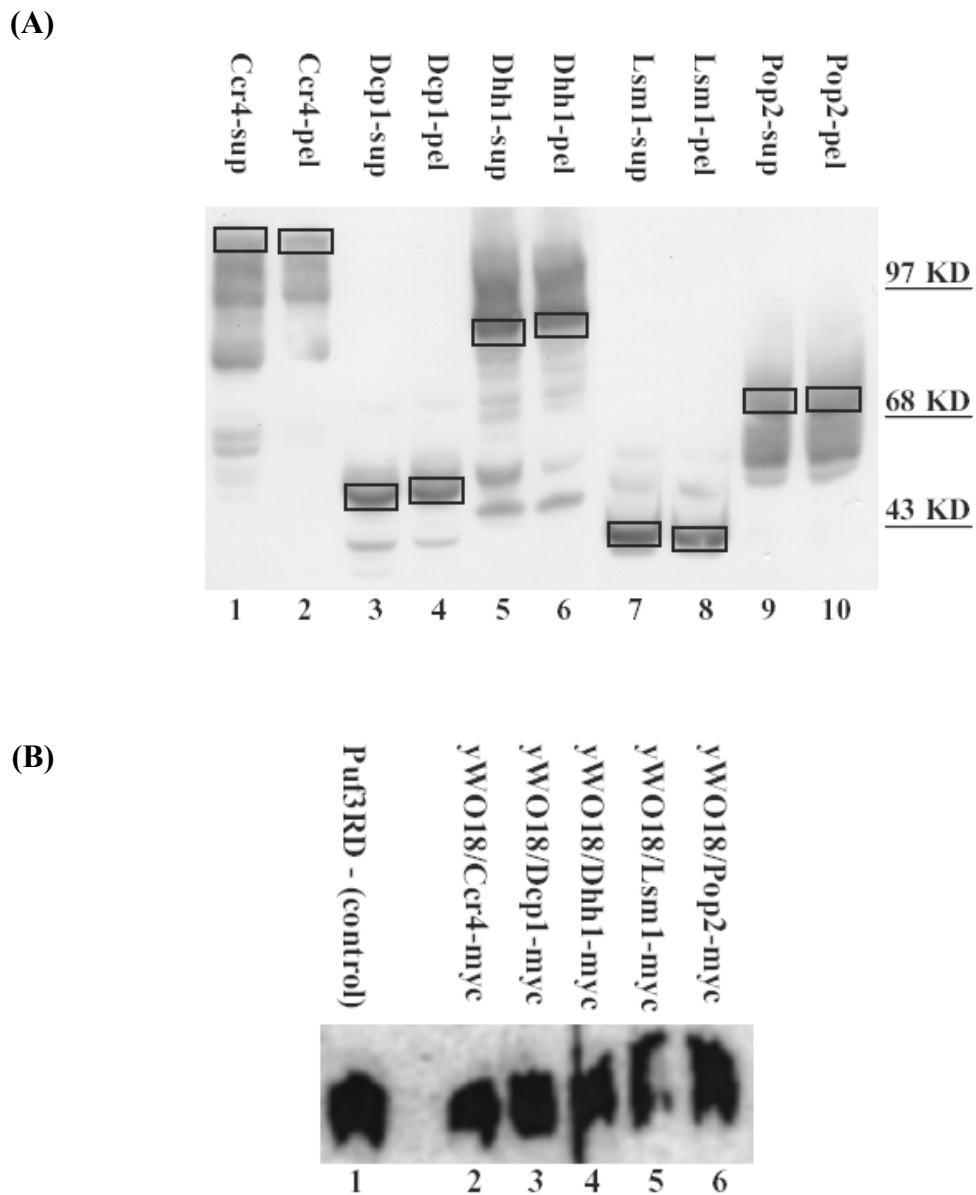 (A)
Ccr4-sup
Ccr4-pel
Dcp1-sup
Dcp1-pel
Dhh1-sup
Dhh1-pel
Lsm1-sup
Lsm1-pel
Pop2-sup
Pop2-pel
97 KD
68 KD
43 KD
1 2 3 4 5 6 7 8 9 10
(B)
Puf3RD - (control)
yWO18/Ccr4-myc
yWO18/Dcp1-myc
yWO18/Dhh1-myc
yWO18/Lsm1-myc
yWO18/Pop2-myc
1 2 3 4 5 6